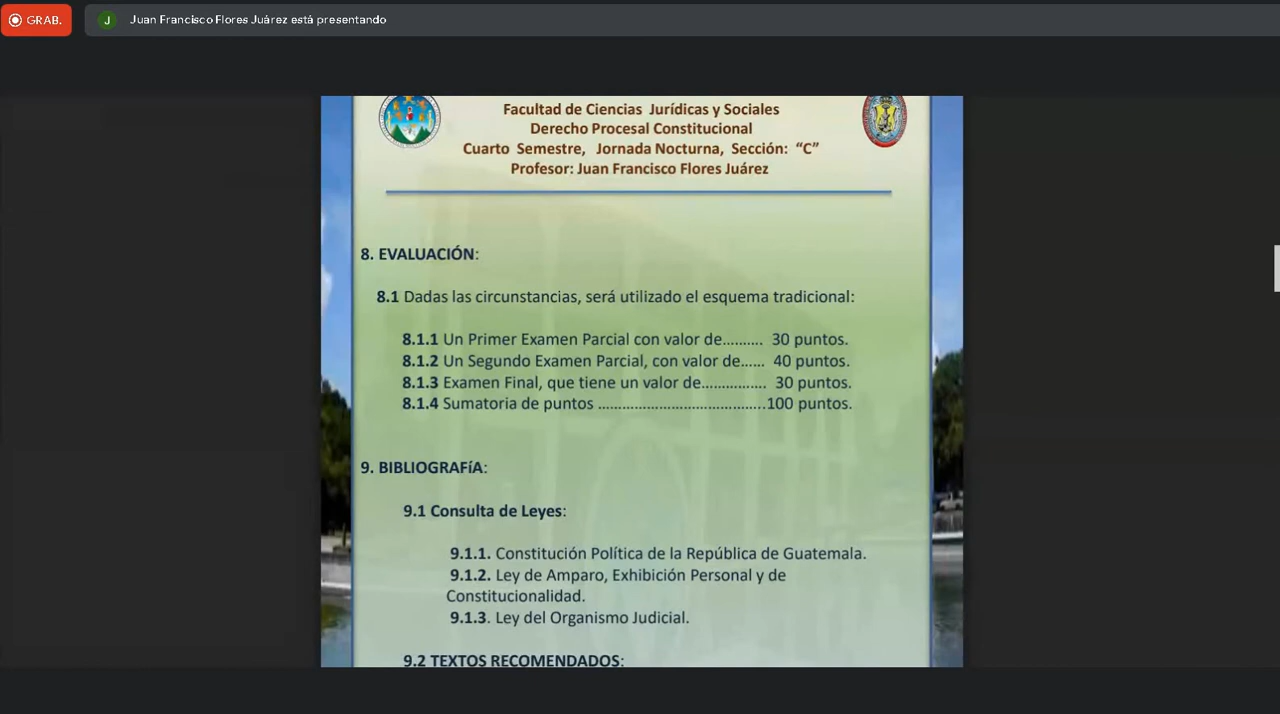 GRAB.
J
Juan Francisco Flores Juárez está presentando
Facultad de Ciencias Jurídicas y Sociales
Derecho Procesal Constitucional
Cuarto Semestre, Jornada Nocturna, Sección: “C”
Profesor: Juan Francisco Flores Juárez
8. EVALUACIÓN:
8.1 Dadas las circunstancias, será utilizado el esquema tradicional:
8.1.1 Un Primer Examen Parcial con valor de.......... 30 puntos.
8.1.2 Un Segundo Examen Parcial, con valor de...... 40 puntos.
8.1.3 Examen Final, que tiene un valor de................ 30 puntos.
8.1.4 Sumatoria de puntos ..........................................100 puntos.
9. BIBLIOGRAFíA:
9.1 Consulta de Leyes:
9.1.1. Constitución Política de la República de Guatemala.
9.1.2. Ley de Amparo, Exhibición Personal y de
Constitucionalidad.
9.1.3. Ley del Organismo Judicial.
9.2 TEXTOS RECOMENDADOS: